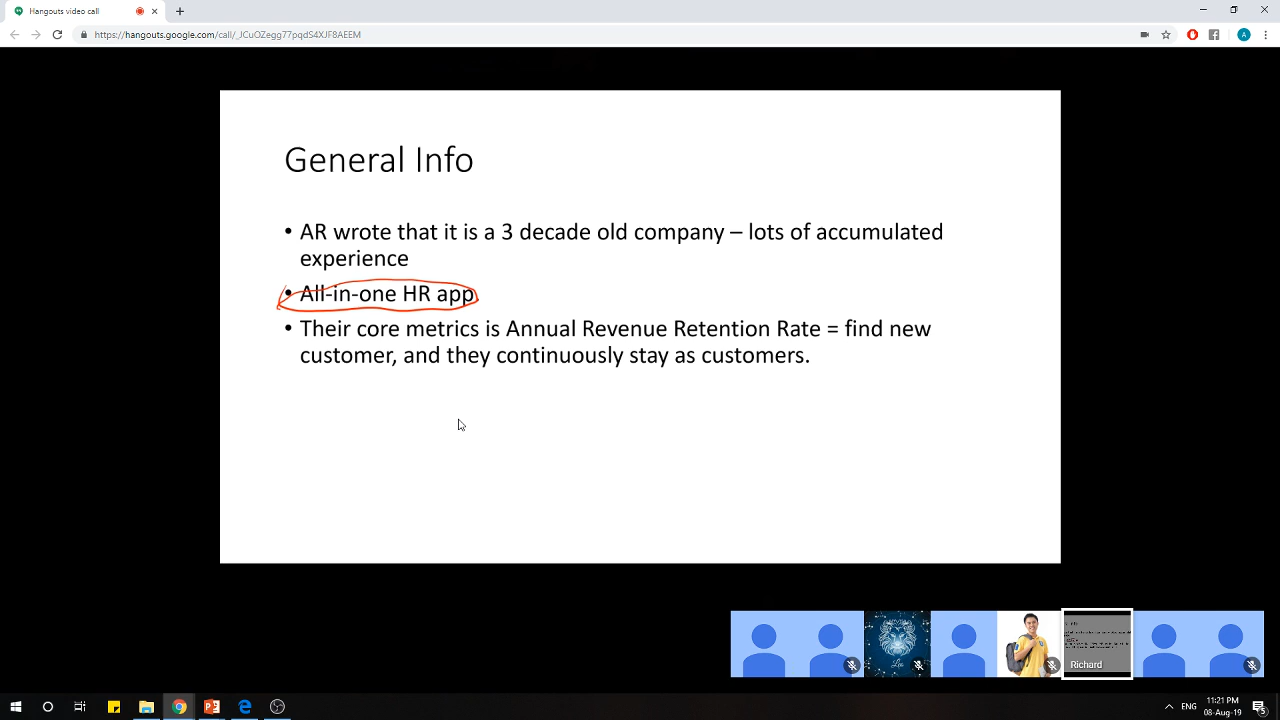 Hangouts video call
https://hangouts.google.com/call/_JCuOZegg77pqdS4XJF8AEEM
A
General Info
• AR wrote that it is a 3 decade old company – lots of accumulated
experience
• All-in-one HR app
• Their core metrics is Annual Revenue Retention Rate = find new
customer, and they continuously stay as customers.
Leo
Richard
ENG
11:21 PM
08-Aug-19